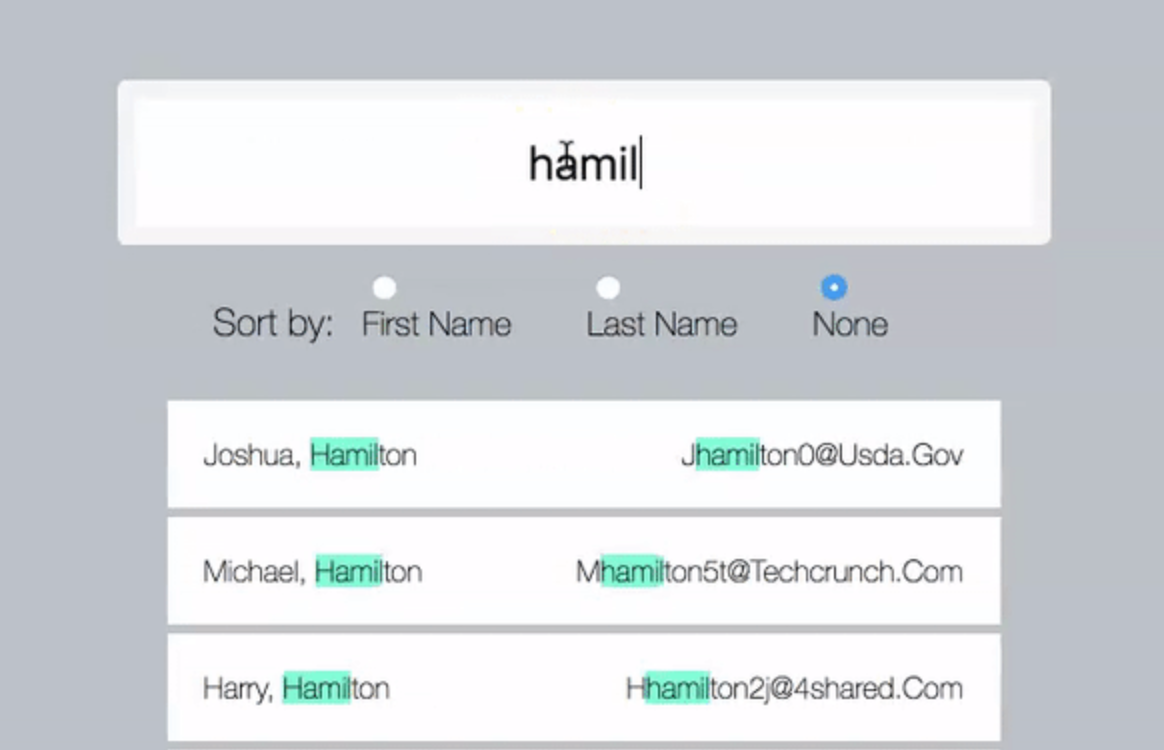 hamil
Sort by: First Name Last Name None
Joshua, Hamilton Jhamilton0@Usda.Gov
Michael, Hamilton Mhamilton5t@Techcrunch.Com
Harry, Hamilton Hhamilton2j@4shared.Com